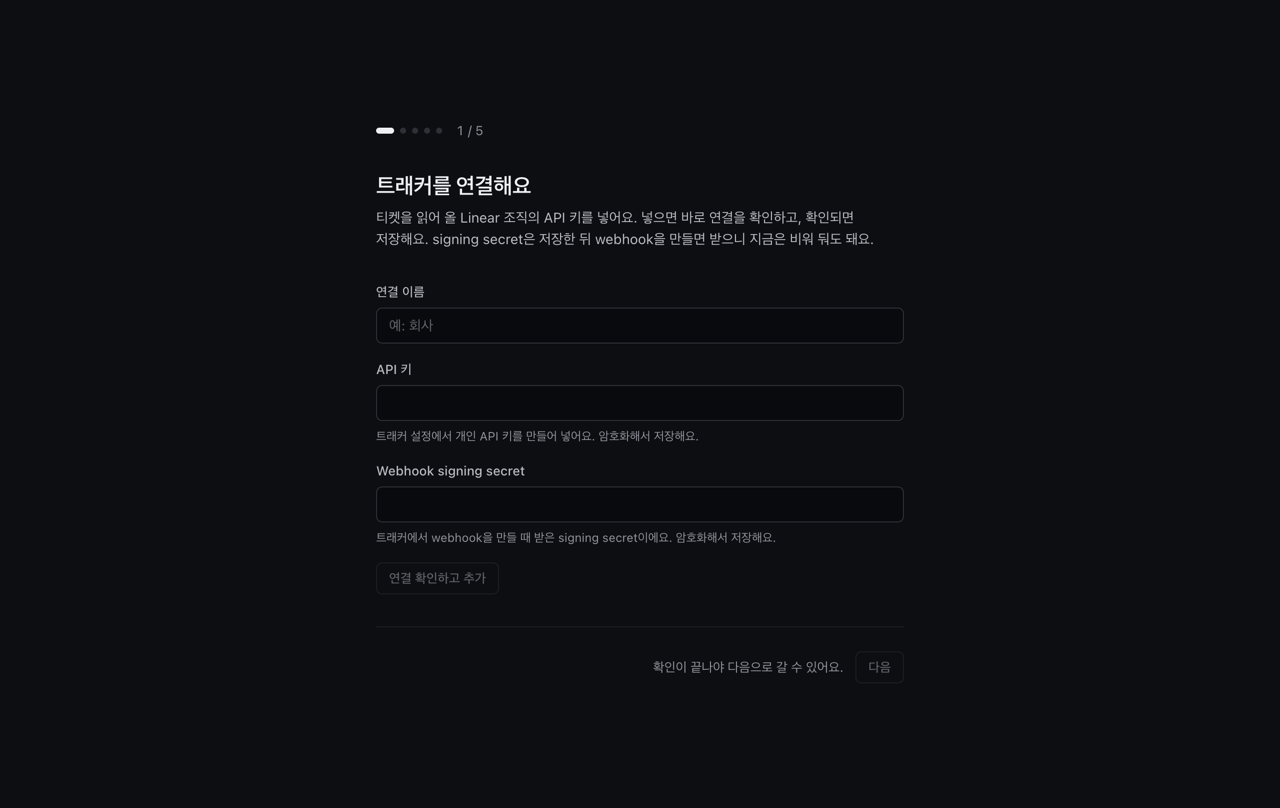 1 / 5
트래커를 연결해요
티켓을 읽어 올 Linear 조직의 API 키를 넣어요. 넣으면 바로 연결을 확인하고, 확인되면
저장해요. signing secret은 저장한 뒤 webhook을 만들면 받으니 지금은 비워 둬도 돼요.
연결 이름
예: 회사
API 키
트래커 설정에서 개인 API 키를 만들어 넣어요. 암호화해서 저장해요.
Webhook signing secret
트래커에서 webhook을 만들 때 받은 signing secret이에요. 암호화해서 저장해요.
연결 확인하고 추가
확인이 끝나야 다음으로 갈 수 있어요.
다음